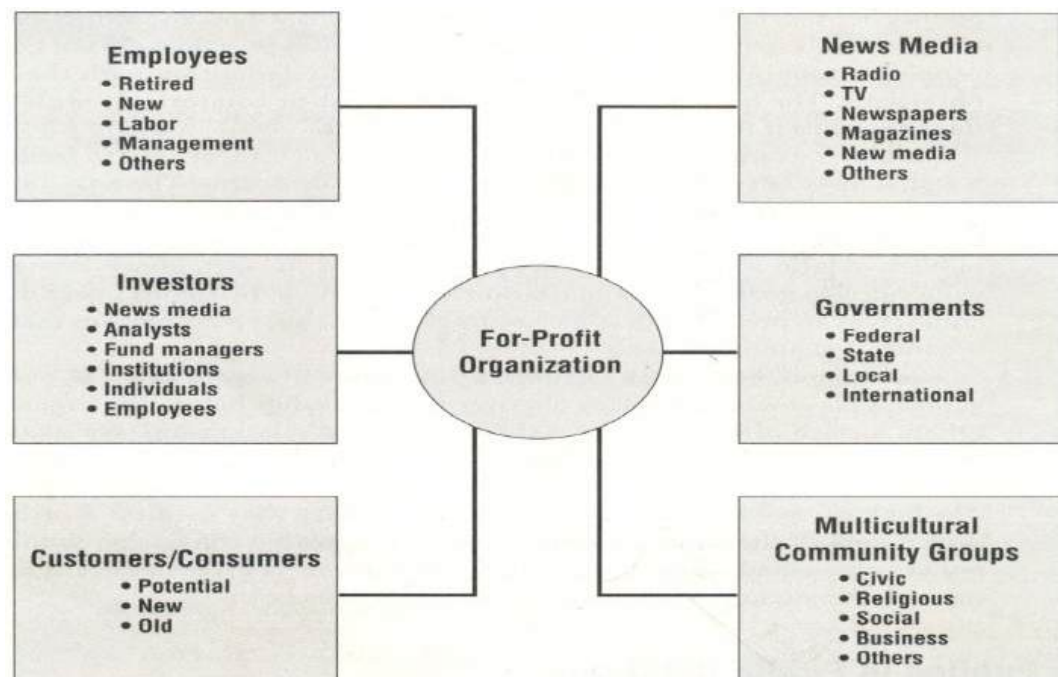 Employees
• Retired
• New
• Labor
• Management
• Others
News Media
• Radio
• TV
• Newspapers
• Magazines
• New media
• Others
Investors
• News media
• Analysts
• Fund managers
• Institutions
• Individuals
• Employees
For-Profit
Organization
Governments
• Federal
• State
• Local
• International
Customers/Consumers
• Potential
• New
• Old
Multicultural
Community Groups
• Civic
• Religious
• Social
• Business
• Others